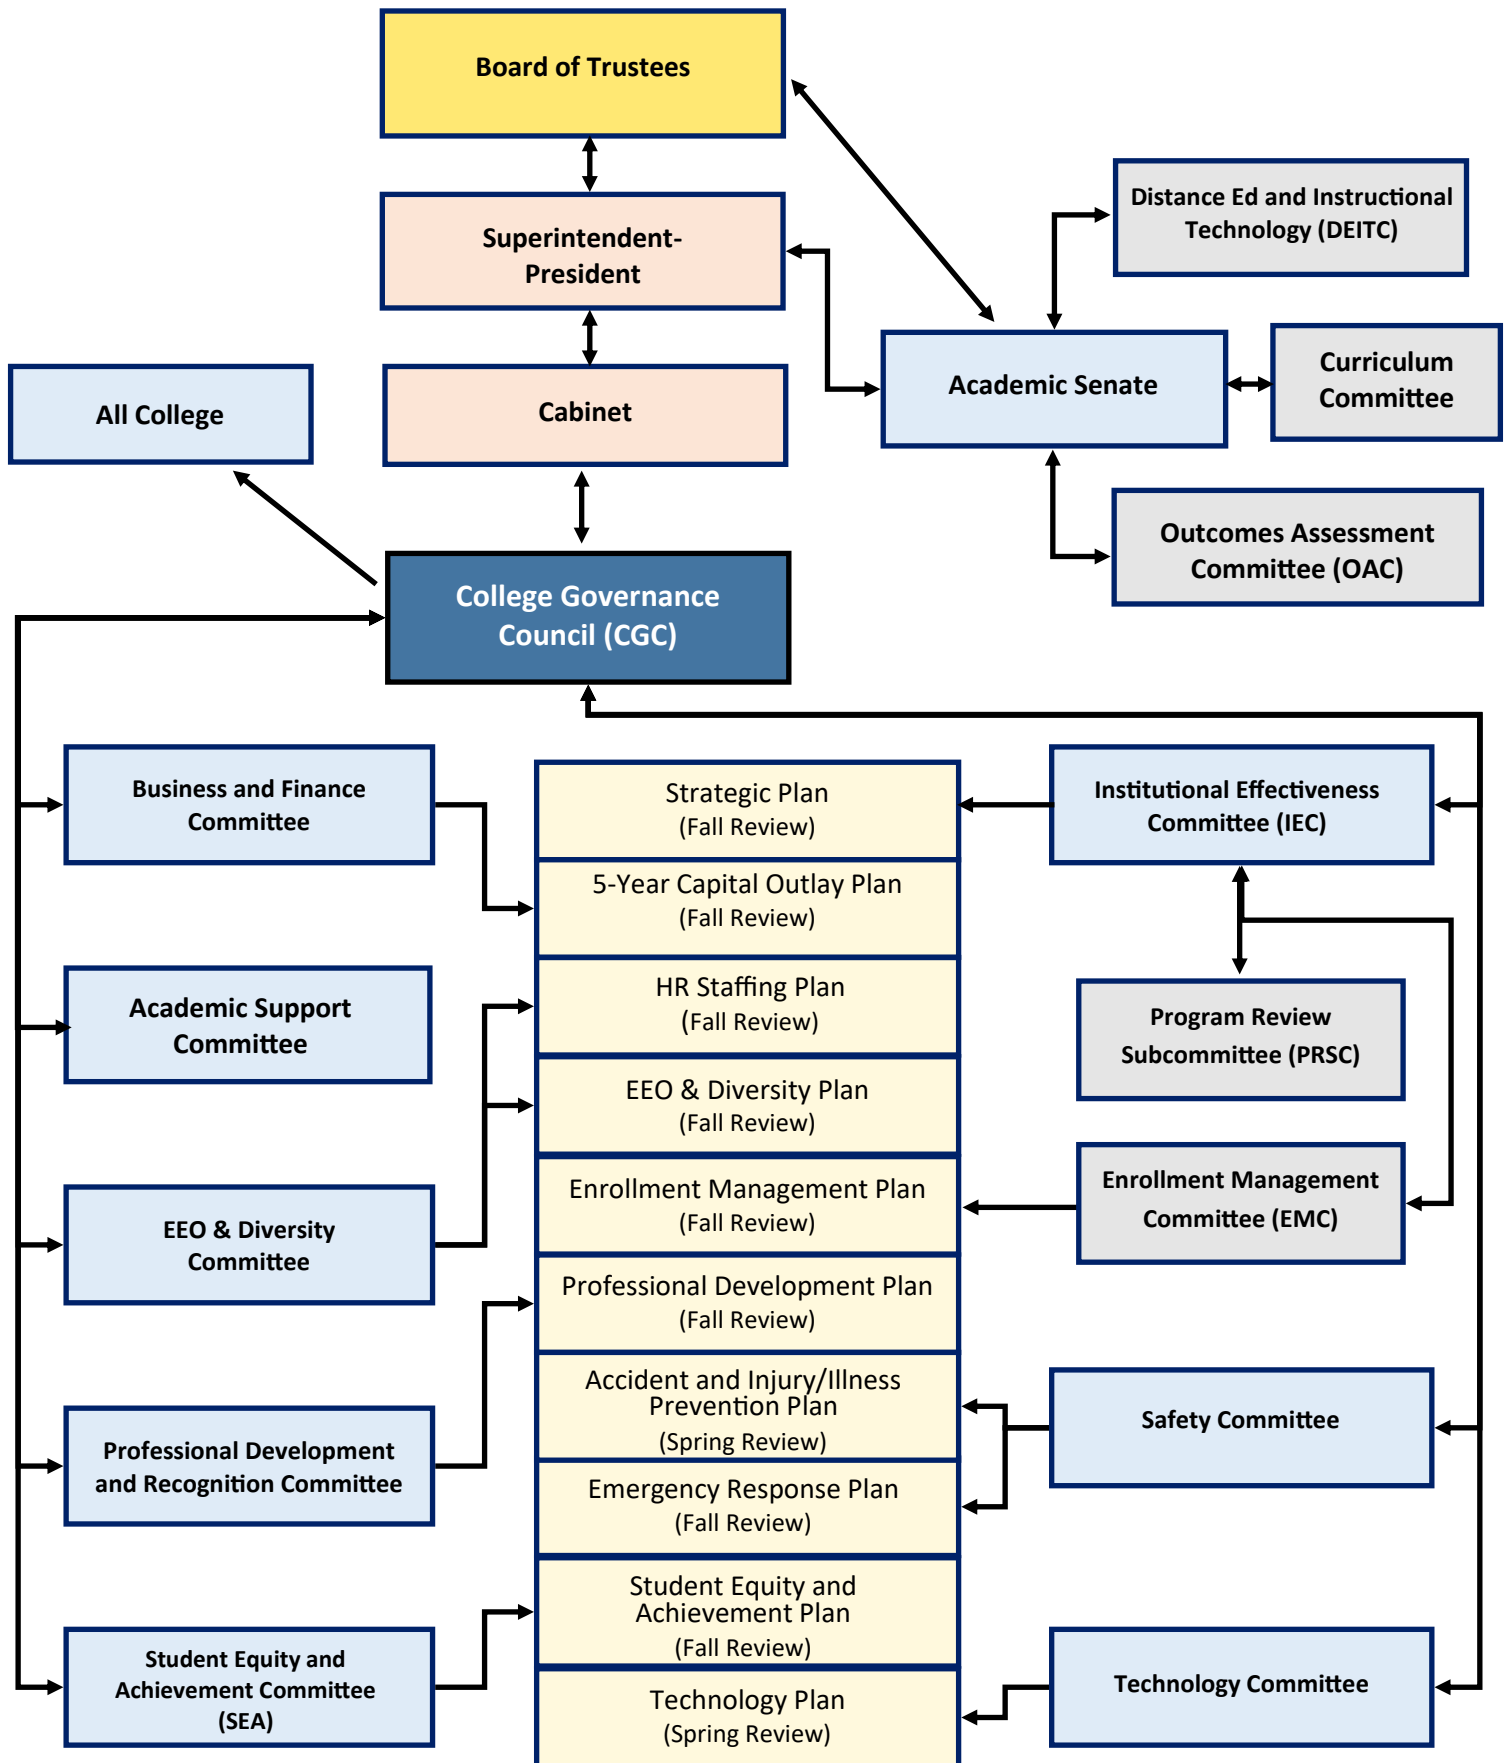 Board of Trustees
Superintendent-
President
Distance Ed and Instructional
Technology (DEITC)
Academic Senate
Curriculum
Committee
All College
Cabinet
Outcomes Assessment
Committee (OAC)
College Governance
Council (CGC)
Business and Finance
Committee
Academic Support
Committee
EEO & Diversity
Committee
Professional Development
and Recognition Committee
Student Equity and
Achievement Committee
(SEA)
Strategic Plan
(Fall Review)
5-Year Capital Outlay Plan
(Fall Review)
HR Staffing Plan
(Fall Review)
EEO & Diversity Plan
(Fall Review)
Enrollment Management Plan
(Fall Review)
Professional Development Plan
(Fall Review)
Accident and Injury/Illness
Prevention Plan
(Spring Review)
Emergency Response Plan
(Fall Review)
Student Equity and
Achievement Plan
(Fall Review)
Technology Plan
(Spring Review)
Institutional Effectiveness
Committee (IEC)
Program Review
Subcommittee (PRSC)
Enrollment Management
Committee (EMC)
Safety Committee
Technology Committee